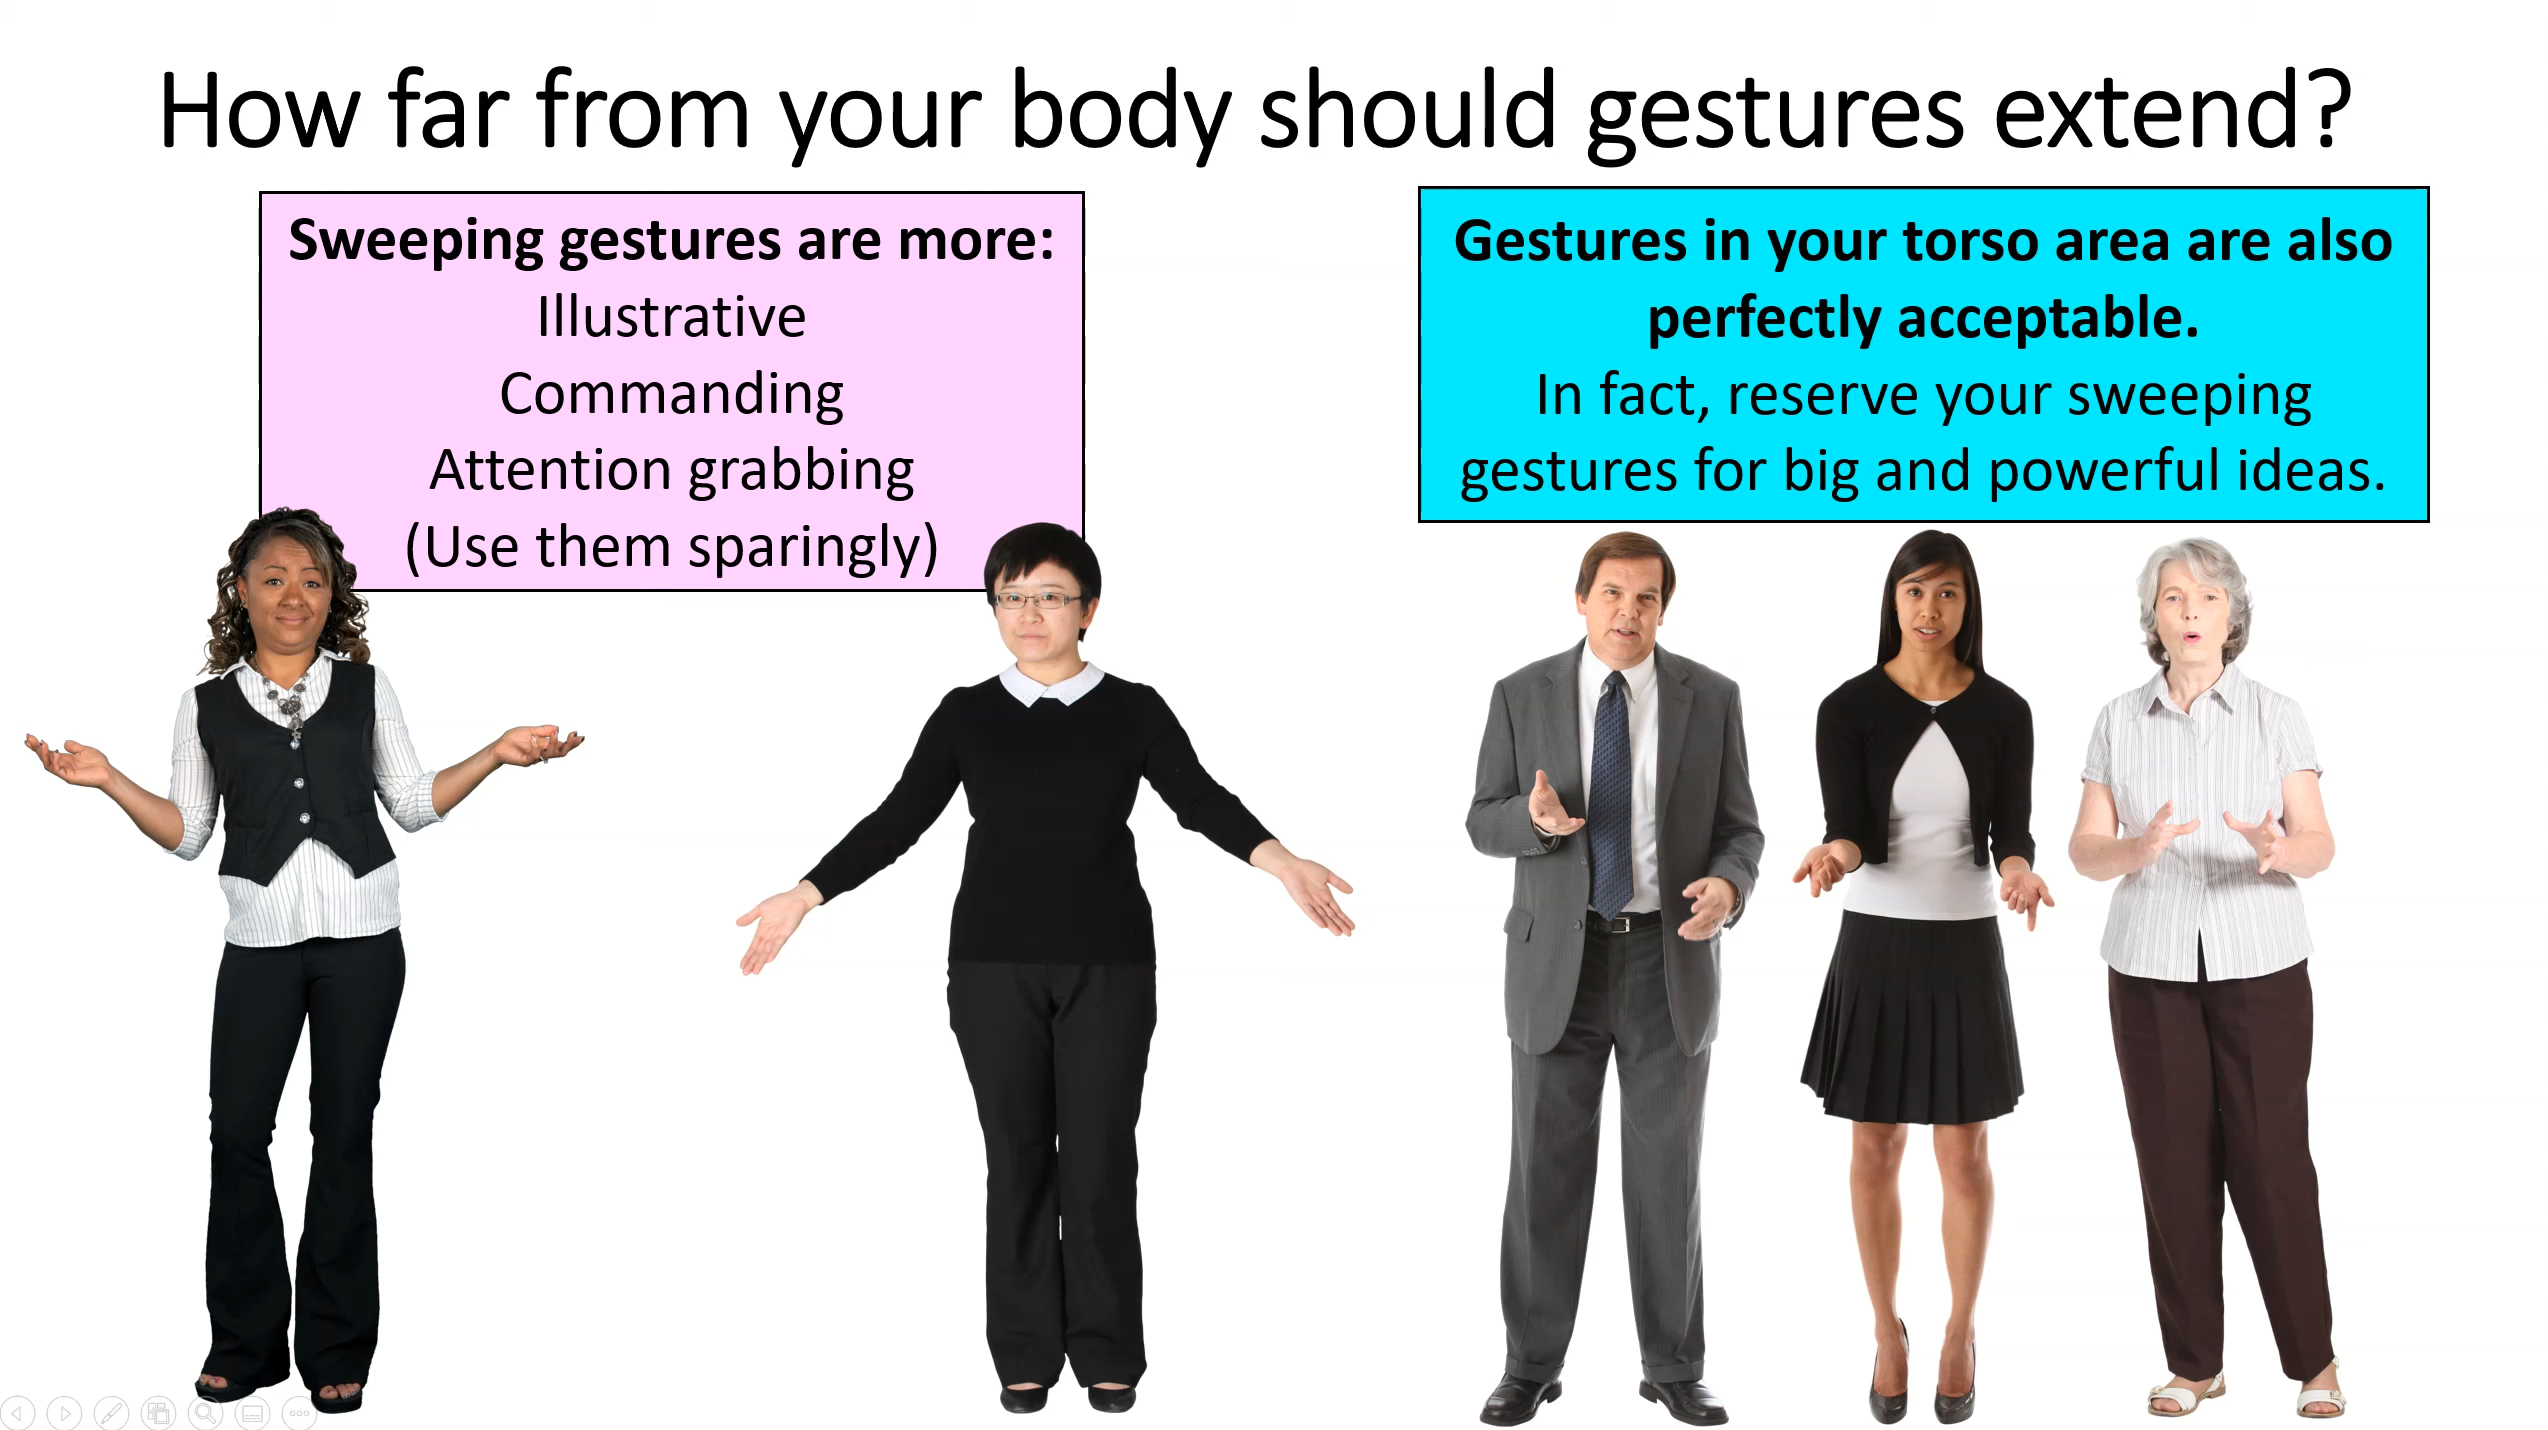 How far from your body should gestures extend?
Sweeping gestures are more:
Illustrative
Commanding
Attention grabbing
(Use them sparingly)
Gestures in your torso area are also
perfectly acceptable.
In fact, reserve your sweeping
gestures for big and powerful ideas.